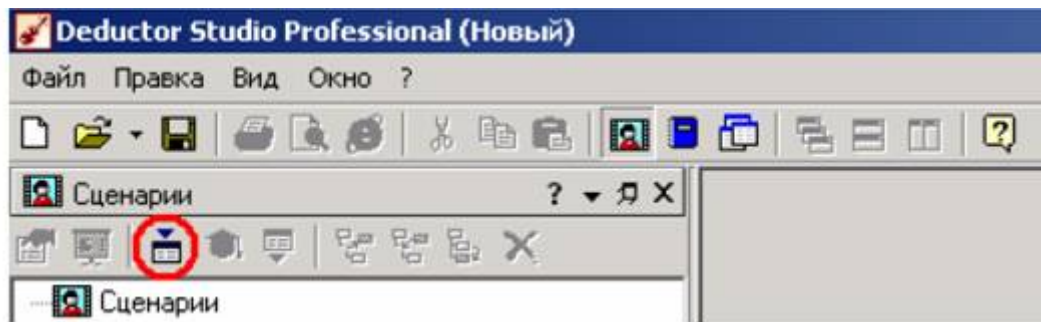 Deductor Studio Professional (Новый)
Файл Правка Вид Окно ?
Сценарии ?
Сценарии